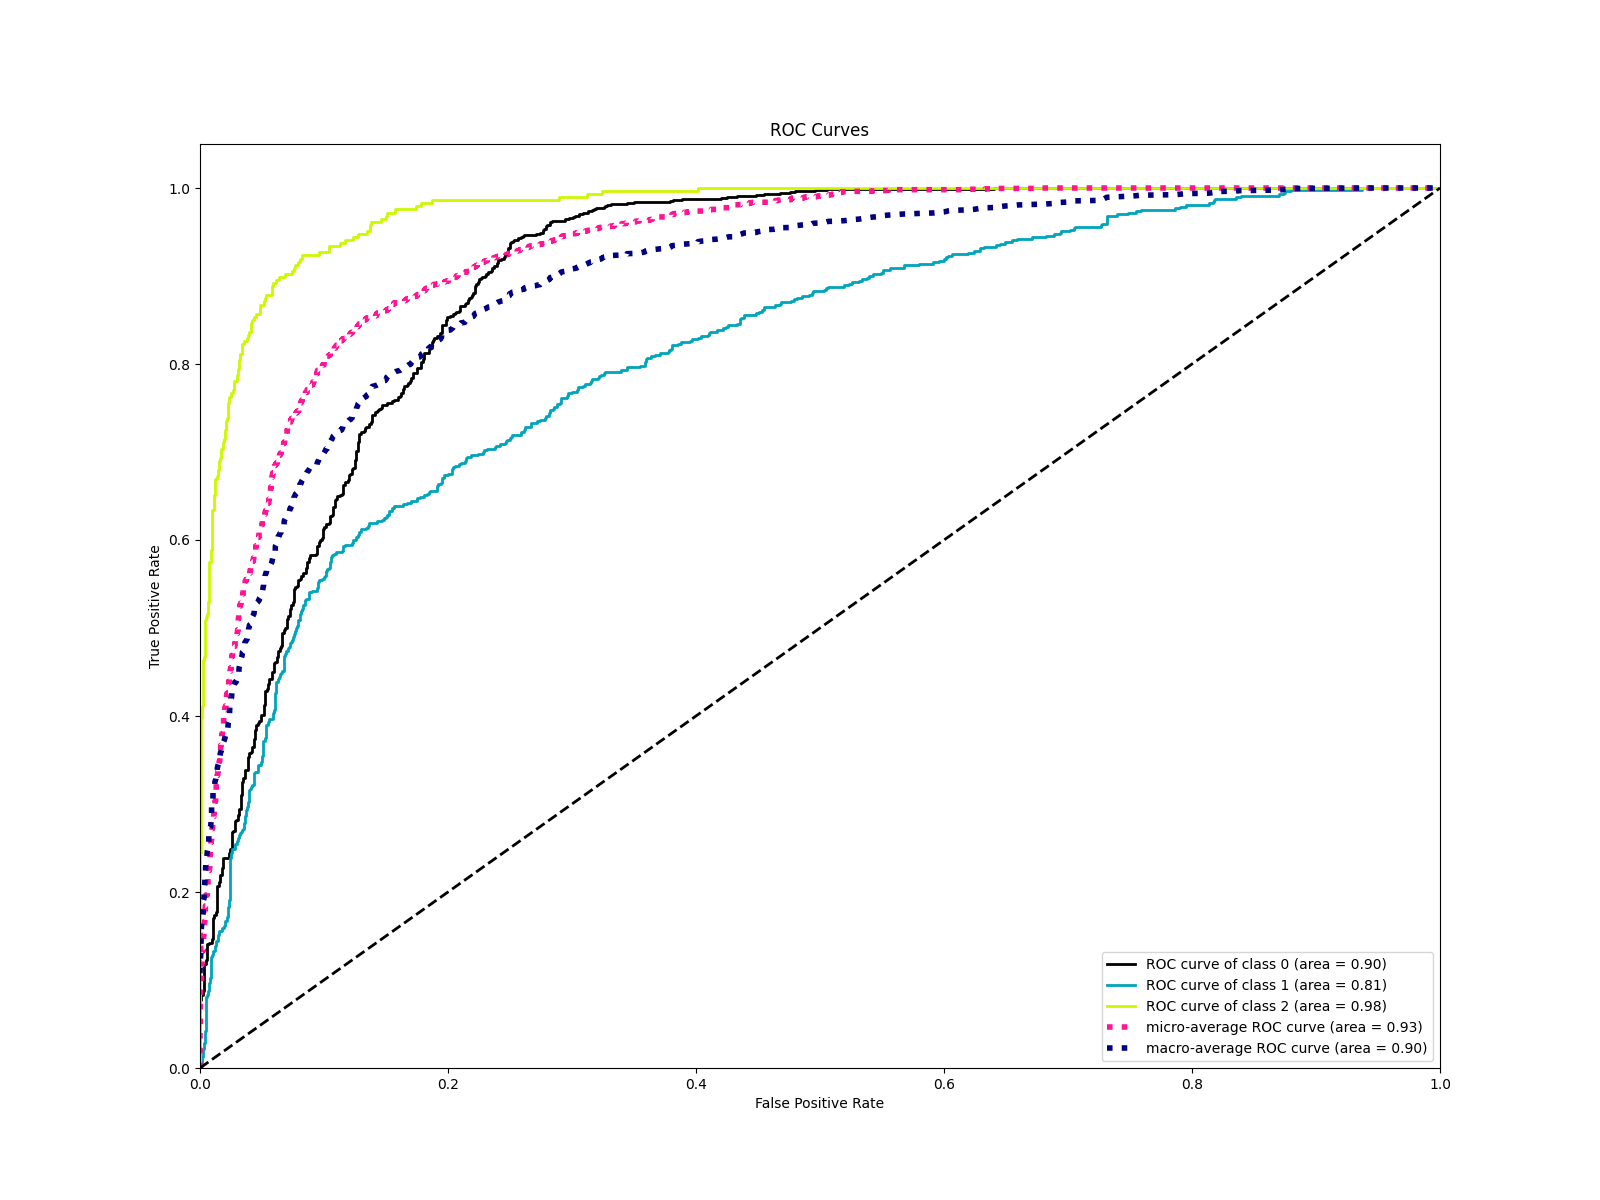 ROC Curves
1.0
0.8
0.6
0.4
0.2
0.0
True Positive Rate
0.0 0.2 0.4 0.6 0.8 1.0
False Positive Rate
ROC curve of class 0 (area = 0.90)
ROC curve of class 1 (area = 0.81)
ROC curve of class 2 (area = 0.98)
micro-average ROC curve (area = 0.93)
macro-average ROC curve (area = 0.90)